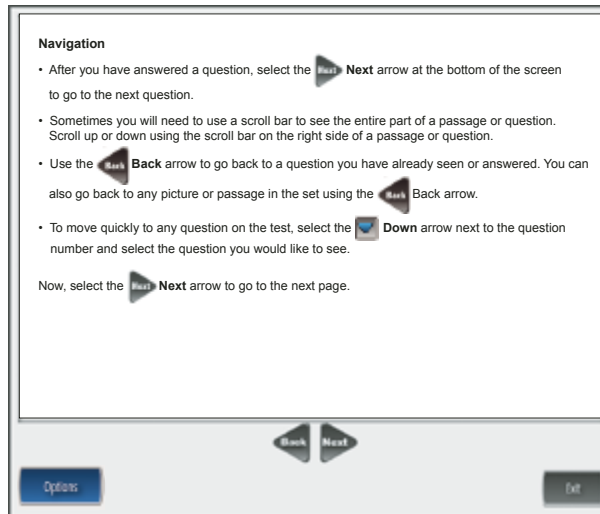 Navigation
• After you have answered a question, select the Next Next arrow at the bottom of the screen
to go to the next question.
• Sometimes you will need to use a scroll bar to see the entire part of a passage or question.
Scroll up or down using the scroll bar on the right side of a passage or question.
• Use the Back Back arrow to go back to a question you have already seen or answered. You can
also go back to any picture or passage in the set using the Back Back arrow.
• To move quickly to any question on the test, select the Down arrow next to the question
number and select the question you would like to see.
Now, select the Next Next arrow to go to the next page.
Back Next
Options Exit